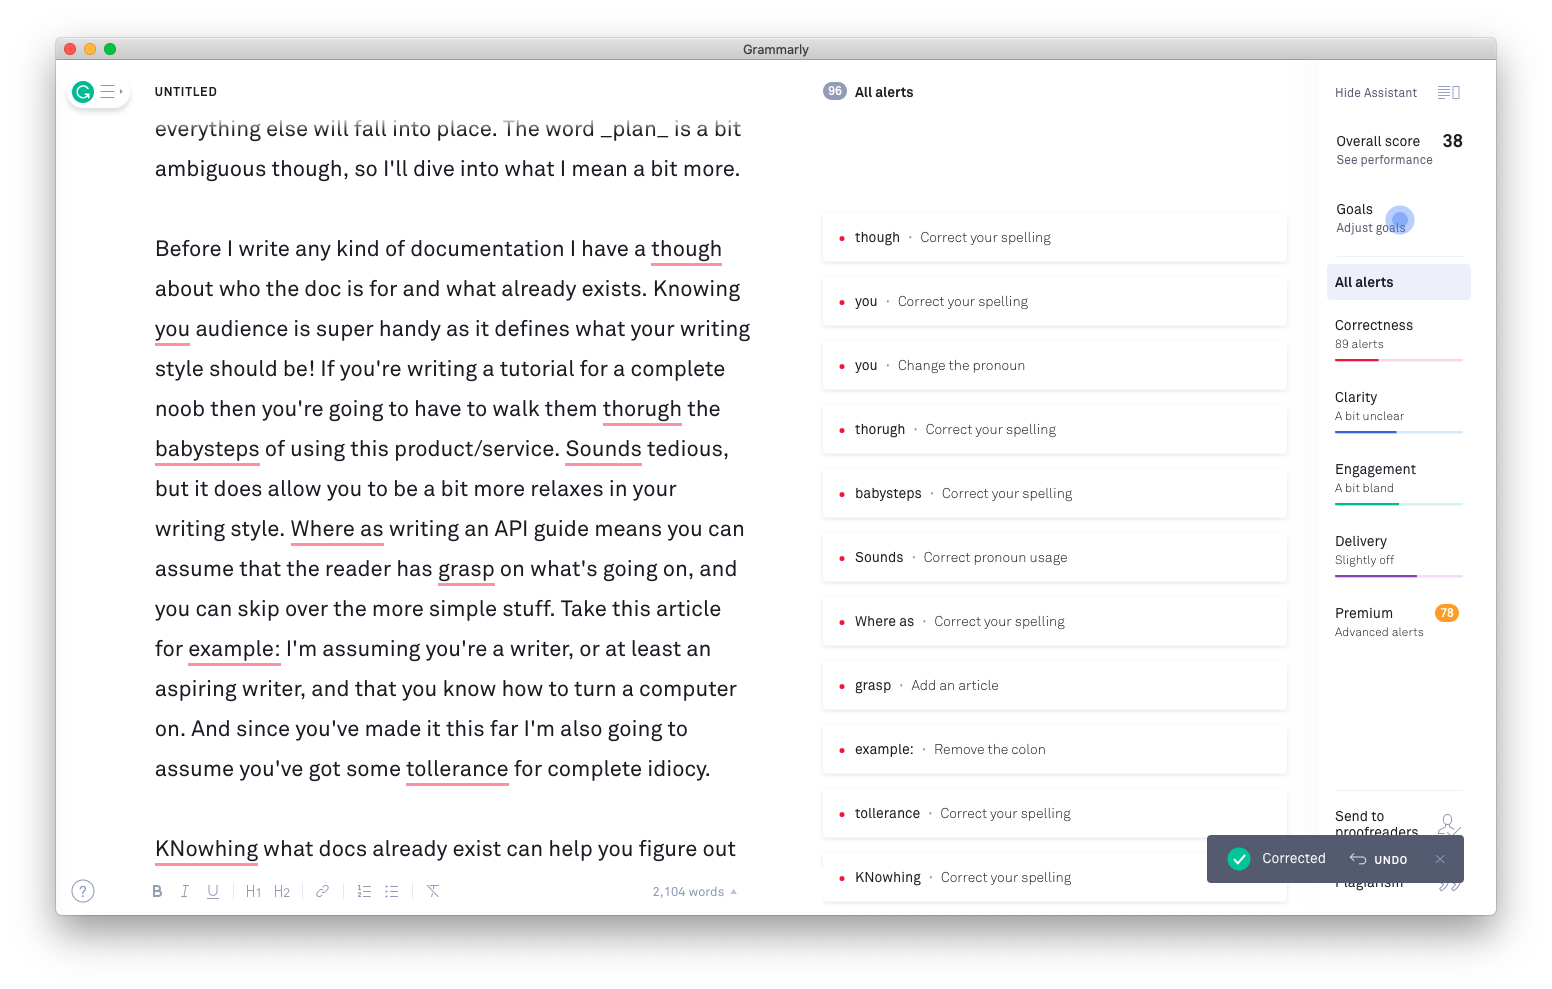 Grammarly
UNTITLED
everything else will fall into place. The word _plan_ is a bit
ambiguous though, so I'll dive into what I mean a bit more.
Before I write any kind of documentation I have a though
about who the doc is for and what already exists. Knowing
you audience is super handy as it defines what your writing
style should be! If you're writing a tutorial for a complete
noob then you're going to have to walk them thorugh the
babysteps of using this product/service. Sounds tedious,
but it does allow you to be a bit more relaxes in your
writing style. Where as writing an API guide means you can
assume that the reader has grasp on what's going on, and
you can skip over the more simple stuff. Take this article
for example: I'm assuming you're a writer, or at least an
aspiring writer, and that you know how to turn a computer
on. And since you've made it this far I'm also going to
assume you've got some tollerance for complete idiocy.
KNowhing what docs already exist can help you figure out
? B I U H1 H2 2,104 words
96 All alerts
though · Correct your spelling
you · Correct your spelling
you · Change the pronoun
thorugh · Correct your spelling
babysteps · Correct your spelling
Sounds · Correct pronoun usage
Where as · Correct your spelling
grasp · Add an article
example: · Remove the colon
tollerance · Correct your spelling
KNowhing · Correct your spelling
Hide Assistant
Overall score 38
See performance
Goals
Adjust goals
All alerts
Correctness
89 alerts
Clarity
A bit unclear
Engagement
A bit bland
Delivery
Slightly off
Premium 78
Advanced alerts
Send to
proofreaders
Corrected UNDO
Plagiarism